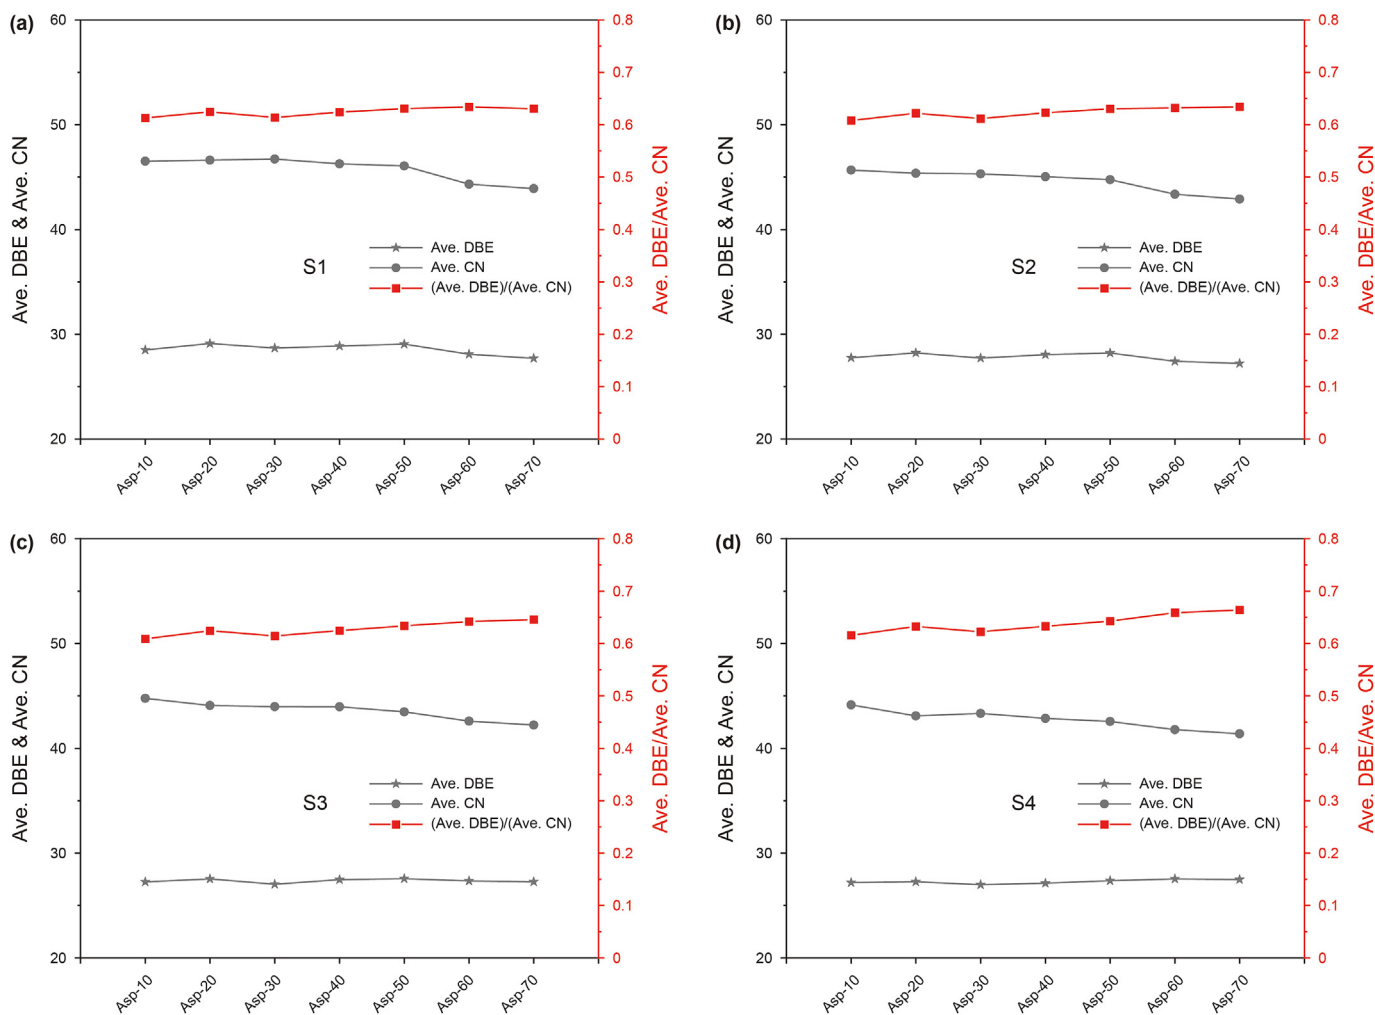 (a)
60
50
40
30
20
Ave. DBE & Ave. CN
0.8
0.7
0.6
0.5
0.4
0.3
0.2
0.1
0
Ave. DBE/Ave. CN
S1
Ave. DBE
Ave. CN
(Ave. DBE)/(Ave. CN)
Asp-10
Asp-20
Asp-30
Asp-40
Asp-50
Asp-60
Asp-70
(b)
60
50
40
30
20
Ave. DBE & Ave. CN
0.8
0.7
0.6
0.5
0.4
0.3
0.2
0.1
0
Ave. DBE/Ave. CN
S2
Ave. DBE
Ave. CN
(Ave. DBE)/(Ave. CN)
Asp-10
Asp-20
Asp-30
Asp-40
Asp-50
Asp-60
Asp-70
(c)
60
50
40
30
20
Ave. DBE & Ave. CN
0.8
0.7
0.6
0.5
0.4
0.3
0.2
0.1
0
Ave. DBE/Ave. CN
S3
Ave. DBE
Ave. CN
(Ave. DBE)/(Ave. CN)
Asp-10
Asp-20
Asp-30
Asp-40
Asp-50
Asp-60
Asp-70
(d)
60
50
40
30
20
Ave. DBE & Ave. CN
0.8
0.7
0.6
0.5
0.4
0.3
0.2
0.1
0
Ave. DBE/Ave. CN
S4
Ave. DBE
Ave. CN
(Ave. DBE)/(Ave. CN)
Asp-10
Asp-20
Asp-30
Asp-40
Asp-50
Asp-60
Asp-70